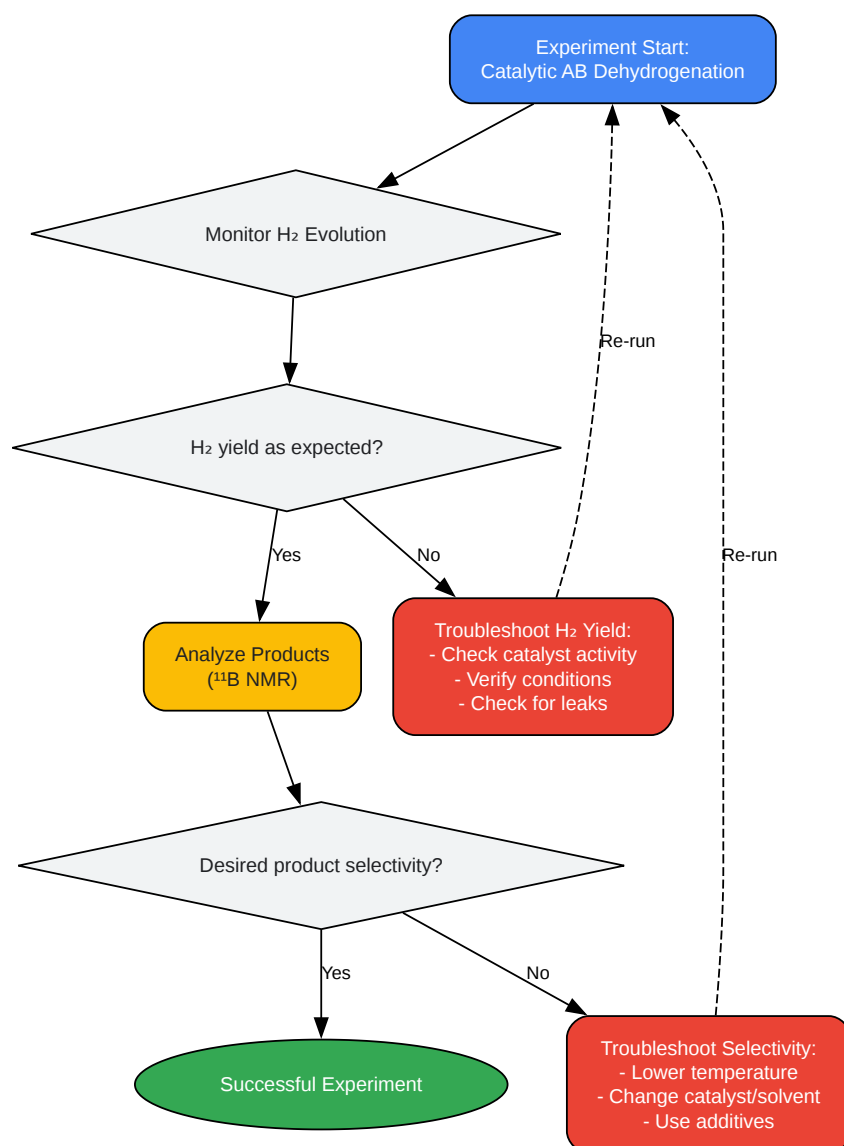 Experiment Start:
Catalytic AB Dehydrogenation
Monitor H₂ Evolution
Re-run
H₂ yield as expected?
Yes
No
Re-run
Troubleshoot H₂ Yield:
- Check catalyst activity
- Verify conditions
- Check for leaks
Analyze Products
(¹¹B NMR)
Desired product selectivity?
Yes
No
Troubleshoot Selectivity:
- Lower temperature
- Change catalyst/solvent
- Use additives
Successful Experiment